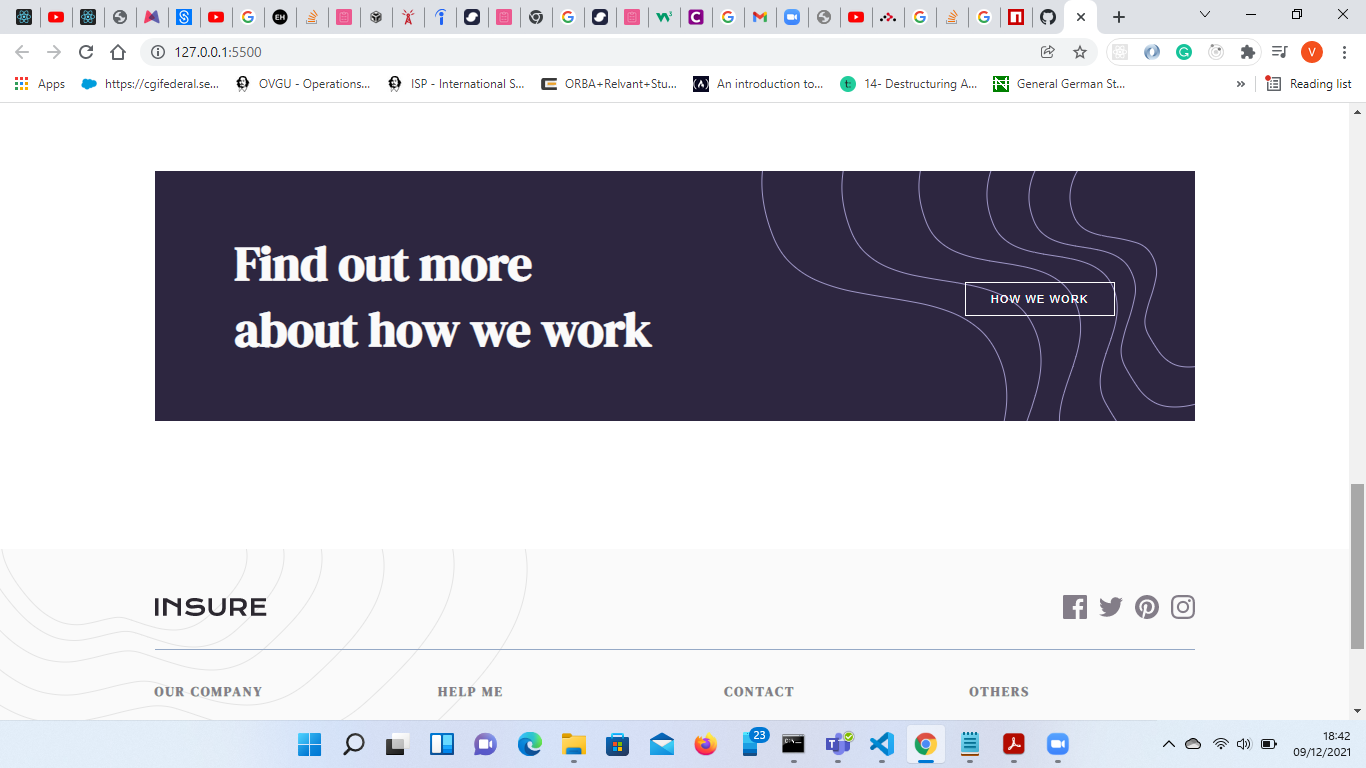 127.0.0.1:5500
V
Apps
https://cgifederal.se...
OVGU - Operations...
ISP - International S...
ORBA+Relvant+Stu...
An introduction to...
14- Destructuring A...
General German St...
»
Reading list
Find out more
about how we work
HOW WE WORK
INSURE
OUR COMPANY
HELP ME
CONTACT
OTHERS
23
18:42
09/12/2021